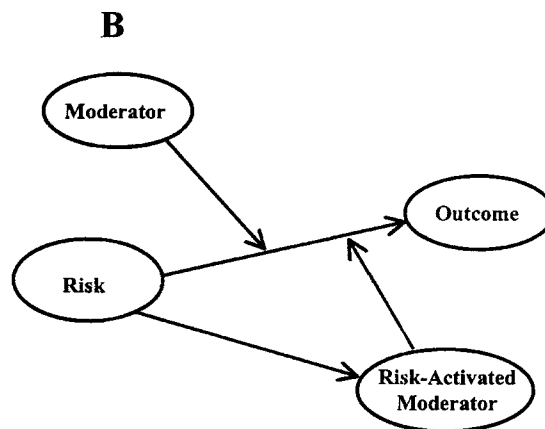 B
Moderator
Outcome
Risk
Risk-Activated
Moderator